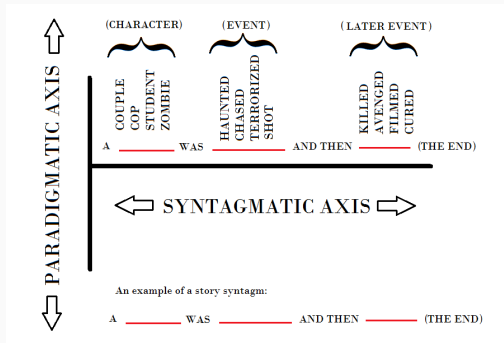 (CHARACTER) (EVENT) (LATER EVENT)
COUPLE
COP
STUDENT
ZOMBIE
HAUNTED
CHASED
TERRORIZED
SHOT
KILLED
AVENGED
FILMED
CURED
A WAS AND THEN (THE END)
PARADIGMATIC AXIS
SYNTAGMATIC AXIS
An example of a story syntagm:
A WAS AND THEN (THE END)